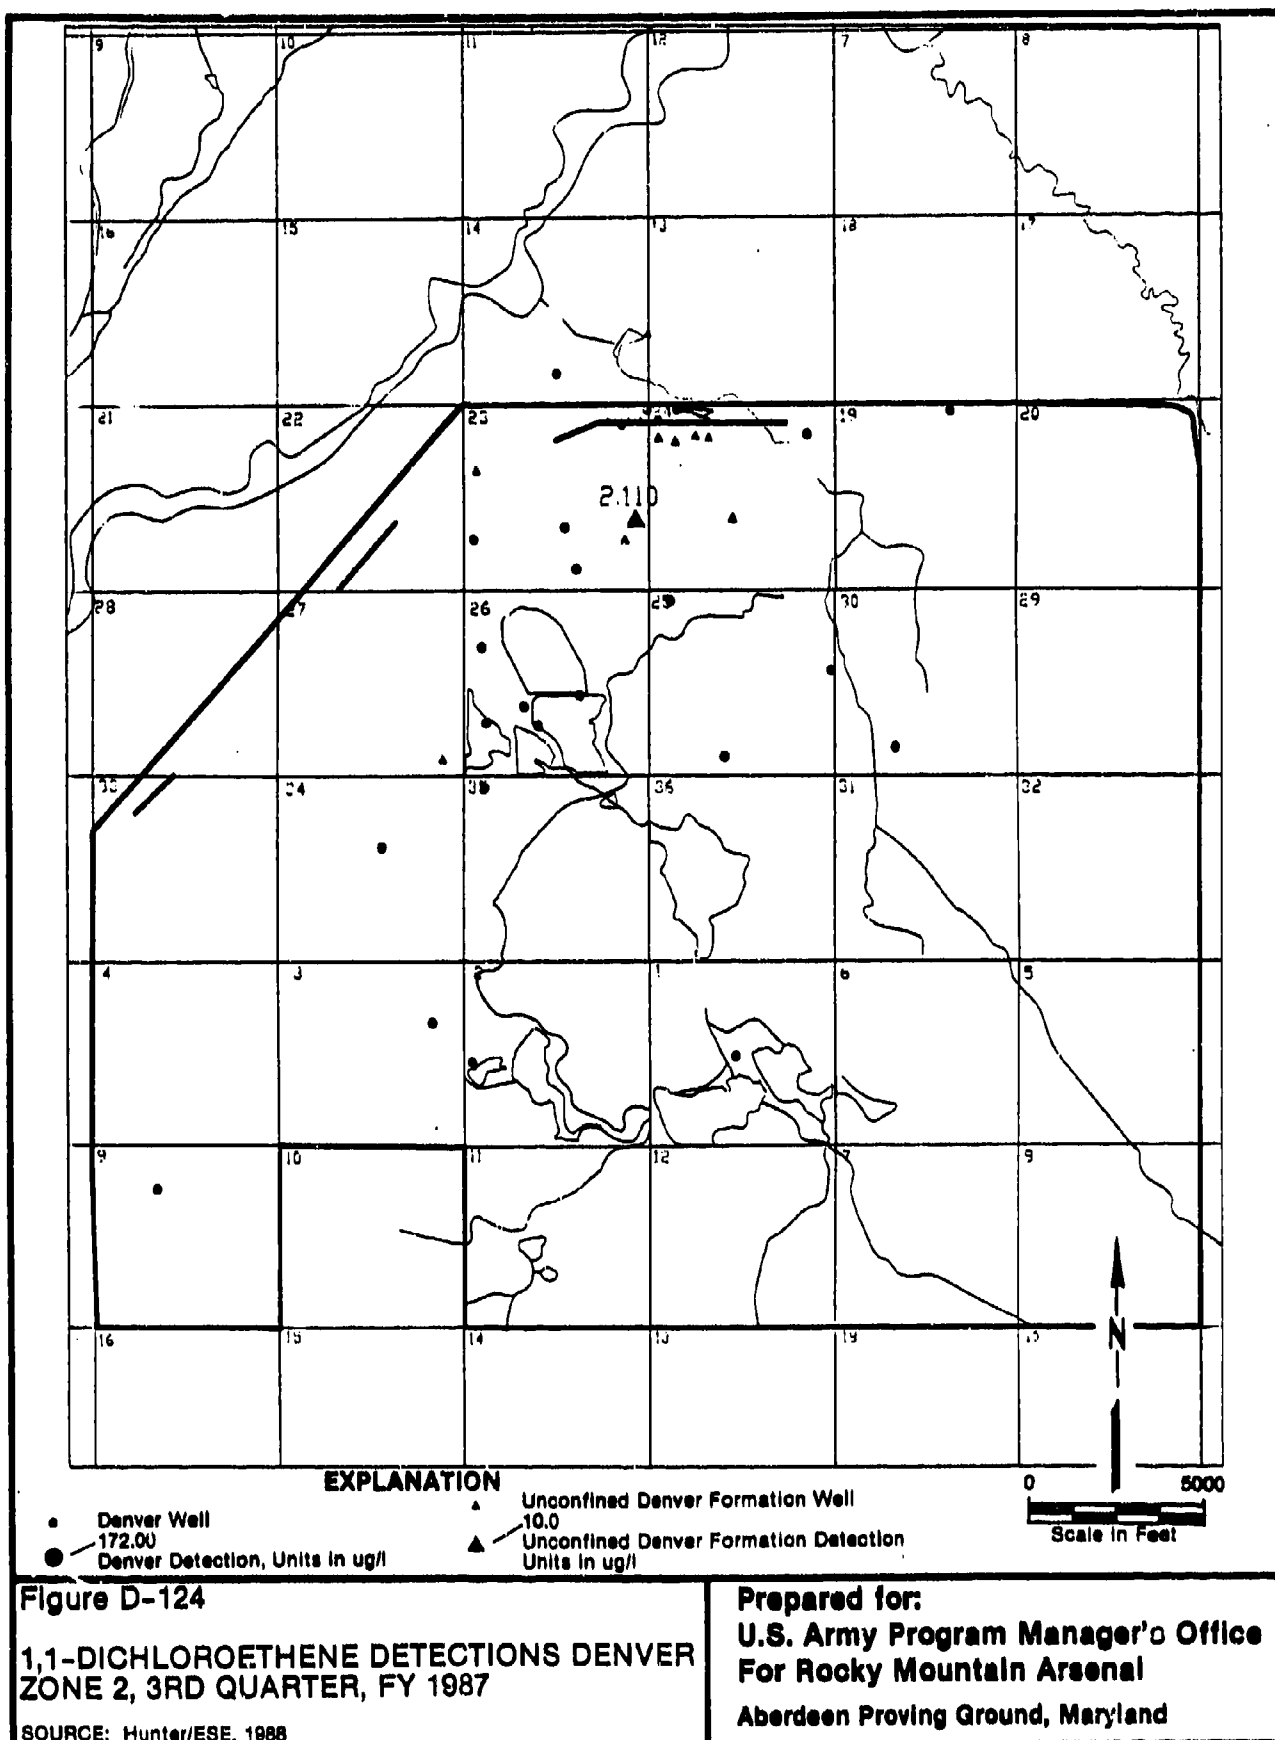 9 10 11 12 7 8
16 15 14 13 18 17
21 22 23 24 19 20
2.110
28 27 26 25 30 29
33 34 35 36 31 32
4 3 2 1 6 5
9 10 11 12 7 9
16 15 14 13 18
N
EXPLANATION
0 5000
Scale in Feet
Denver Well
172.00
Denver Detection, Units in ug/l
Unconfined Denver Formation Well
10.0
Unconfined Denver Formation Detection
Units in ug/l
Figure D-124
1,1-DICHLOROETHENE DETECTIONS DENVER
ZONE 2, 3RD QUARTER, FY 1987
SOURCE: Hunter/ESE, 1988
Prepared for:
U.S. Army Program Manager's Office
For Rocky Mountain Arsenal
Aberdeen Proving Ground, Maryland